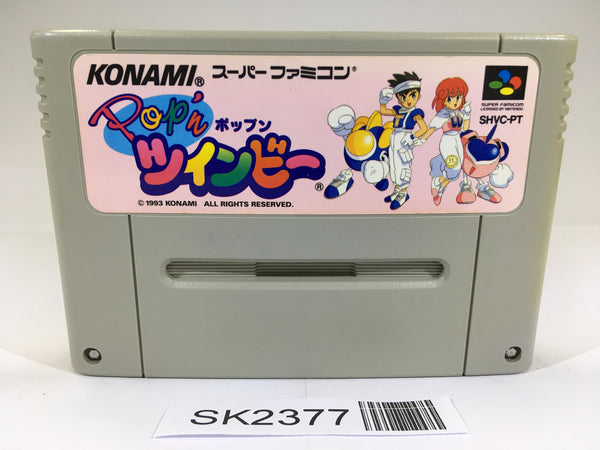 KONAMI® スーパーファミコン®
Pop'n ポップン
ツインビー®
© 1993 KONAMI ALL RIGHTS RESERVED.
SUPER FAMICOM
LICENSED BY NINTENDO
SHVC-PT
SK2377